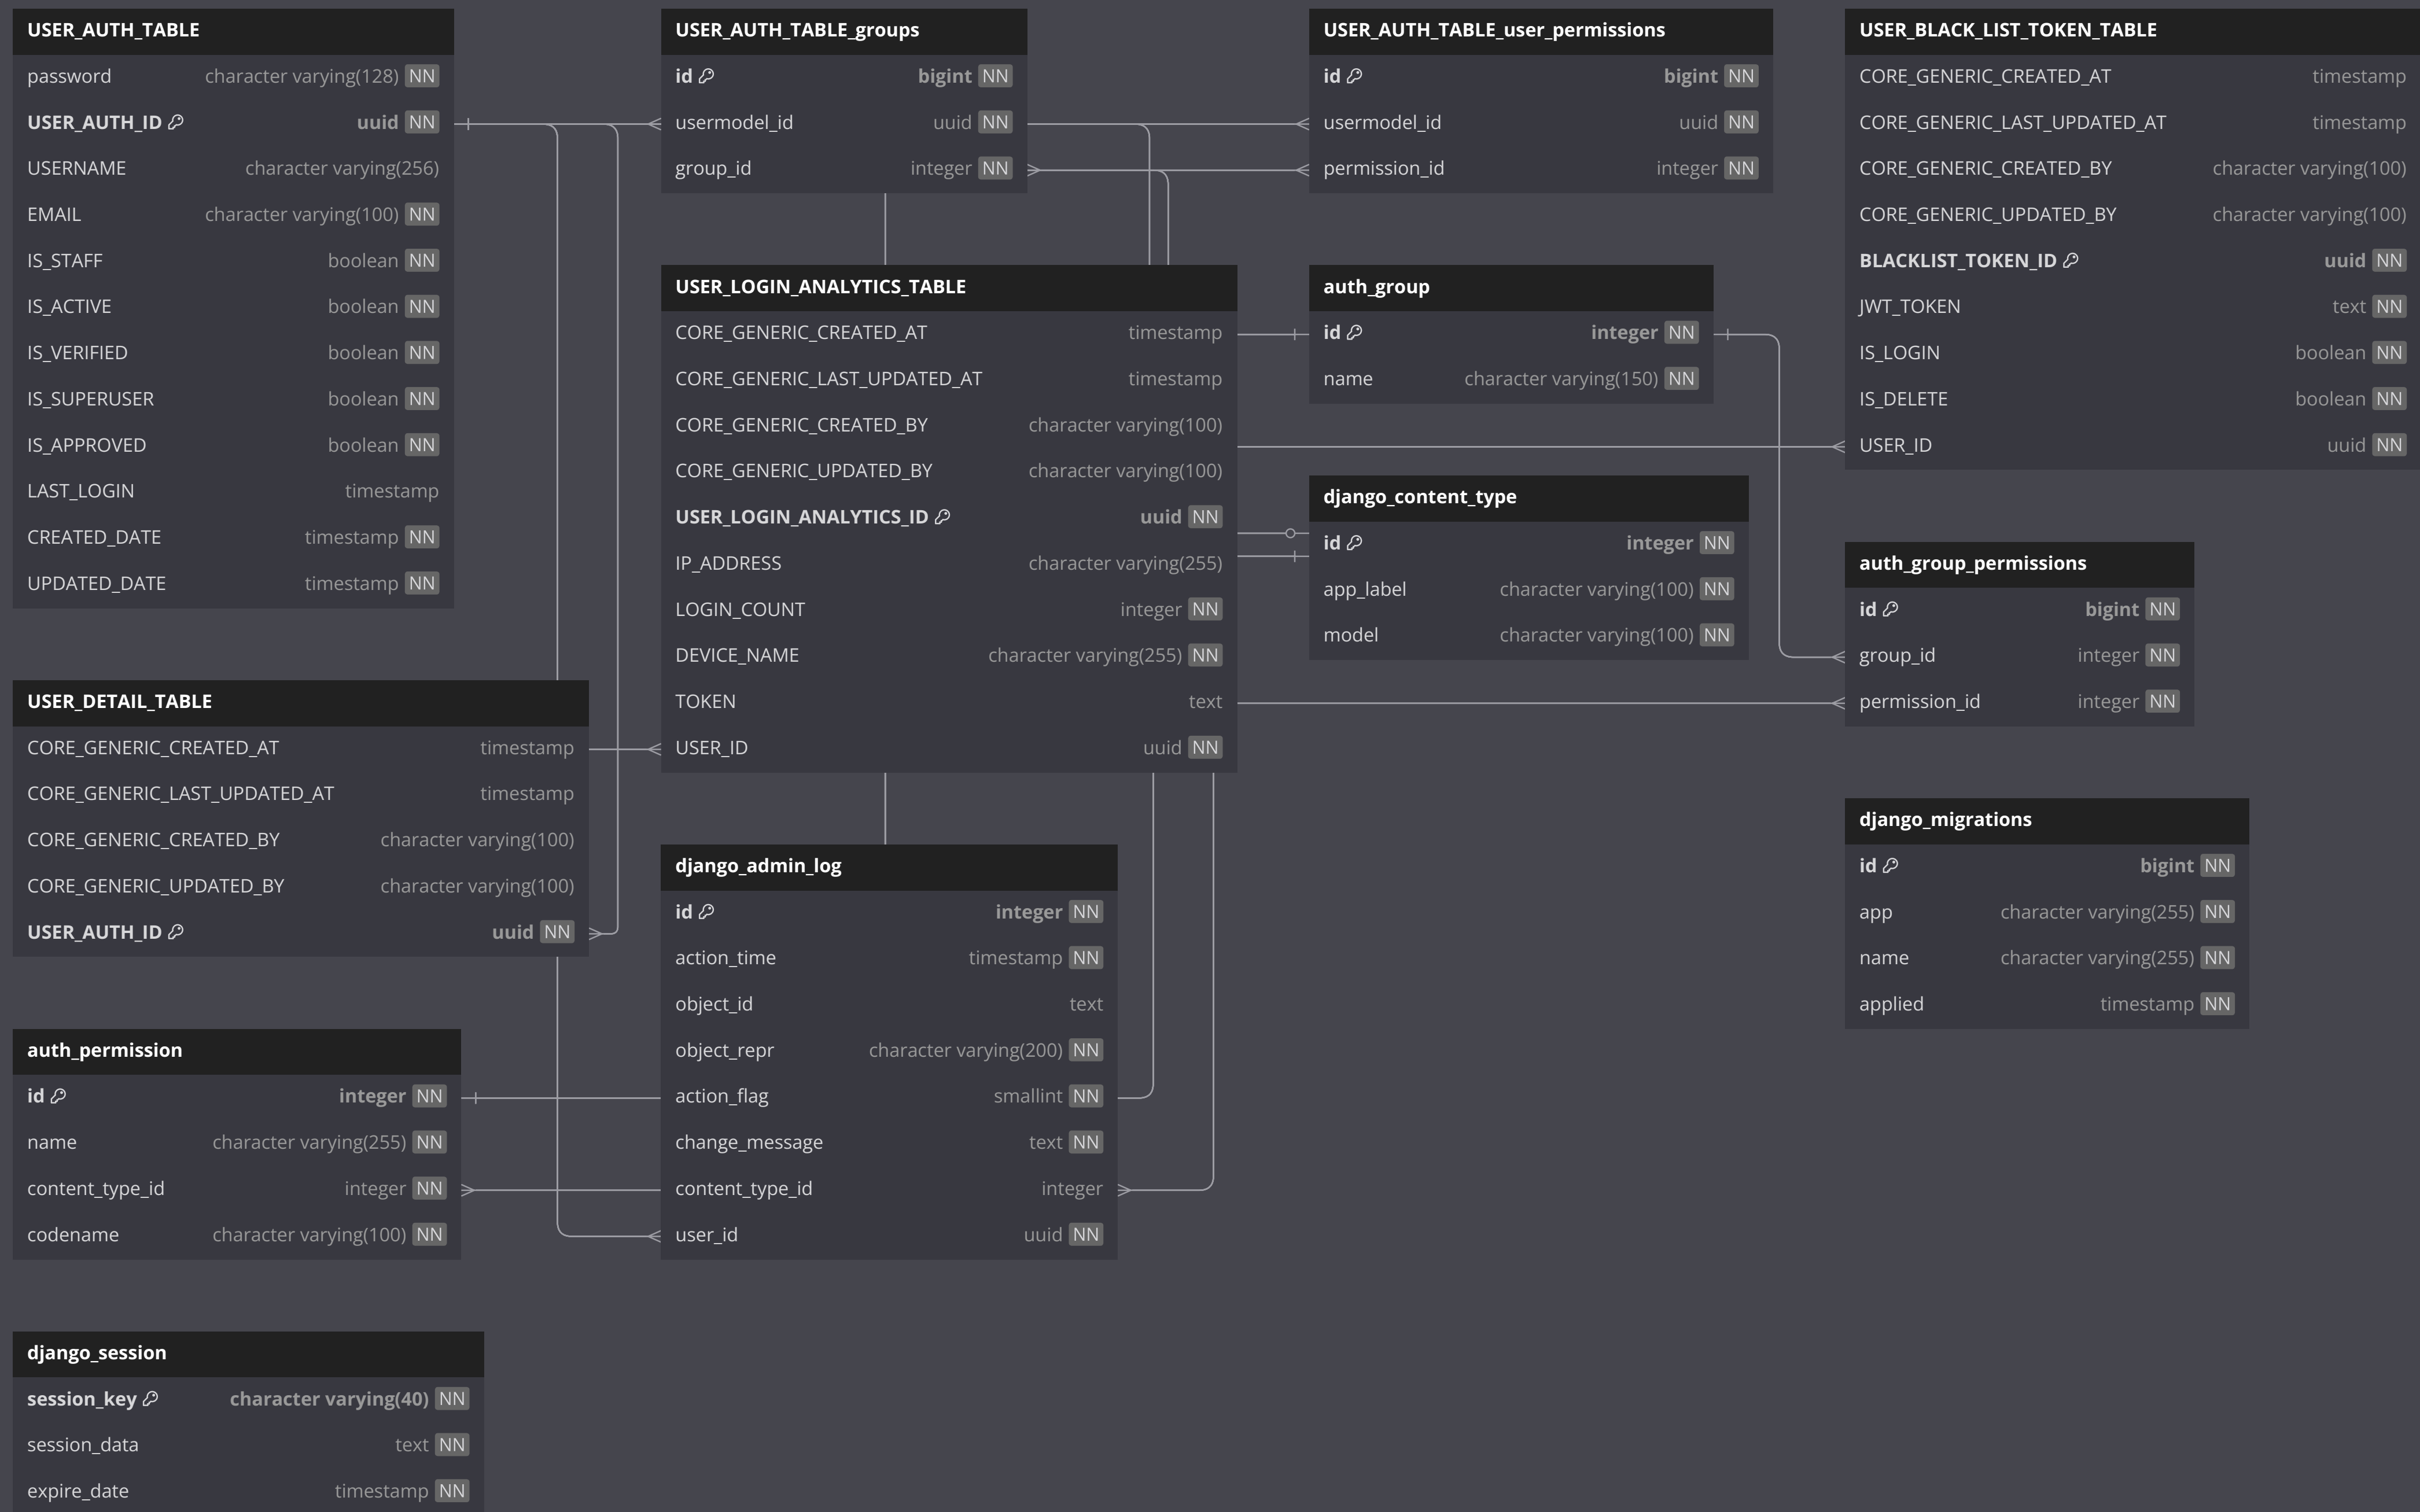 USER_AUTH_TABLE
password character varying(128) NN
USER_AUTH_ID uuid NN
USERNAME character varying(256)
EMAIL character varying(100) NN
IS_STAFF boolean NN
IS_ACTIVE boolean NN
IS_VERIFIED boolean NN
IS_SUPERUSER boolean NN
IS_APPROVED boolean NN
LAST_LOGIN timestamp
CREATED_DATE timestamp NN
UPDATED_DATE timestamp NN
USER_DETAIL_TABLE
CORE_GENERIC_CREATED_AT timestamp
CORE_GENERIC_LAST_UPDATED_AT timestamp
CORE_GENERIC_CREATED_BY character varying(100)
CORE_GENERIC_UPDATED_BY character varying(100)
USER_AUTH_ID uuid NN
auth_permission
id integer NN
name character varying(255) NN
content_type_id integer NN
codename character varying(100) NN
django_session
session_key character varying(40) NN
session_data text NN
expire_date timestamp NN
USER_AUTH_TABLE_groups
id bigint NN
usermodel_id uuid NN
group_id integer NN
USER_LOGIN_ANALYTICS_TABLE
CORE_GENERIC_CREATED_AT timestamp
CORE_GENERIC_LAST_UPDATED_AT timestamp
CORE_GENERIC_CREATED_BY character varying(100)
CORE_GENERIC_UPDATED_BY character varying(100)
USER_LOGIN_ANALYTICS_ID uuid NN
IP_ADDRESS character varying(255)
LOGIN_COUNT integer NN
DEVICE_NAME character varying(255) NN
TOKEN text
USER_ID uuid NN
django_admin_log
id integer NN
action_time timestamp NN
object_id text
object_repr character varying(200) NN
action_flag smallint NN
change_message text NN
content_type_id integer
user_id uuid NN
USER_AUTH_TABLE_user_permissions
id bigint NN
usermodel_id uuid NN
permission_id integer NN
auth_group
id integer NN
name character varying(150) NN
django_content_type
id integer NN
app_label character varying(100) NN
model character varying(100) NN
USER_BLACK_LIST_TOKEN_TABLE
CORE_GENERIC_CREATED_AT timestamp
CORE_GENERIC_LAST_UPDATED_AT timestamp
CORE_GENERIC_CREATED_BY character varying(100)
CORE_GENERIC_UPDATED_BY character varying(100)
BLACKLIST_TOKEN_ID uuid NN
JWT_TOKEN text NN
IS_LOGIN boolean NN
IS_DELETE boolean NN
USER_ID uuid NN
auth_group_permissions
id bigint NN
group_id integer NN
permission_id integer NN
django_migrations
id bigint NN
app character varying(255) NN
name character varying(255) NN
applied timestamp NN